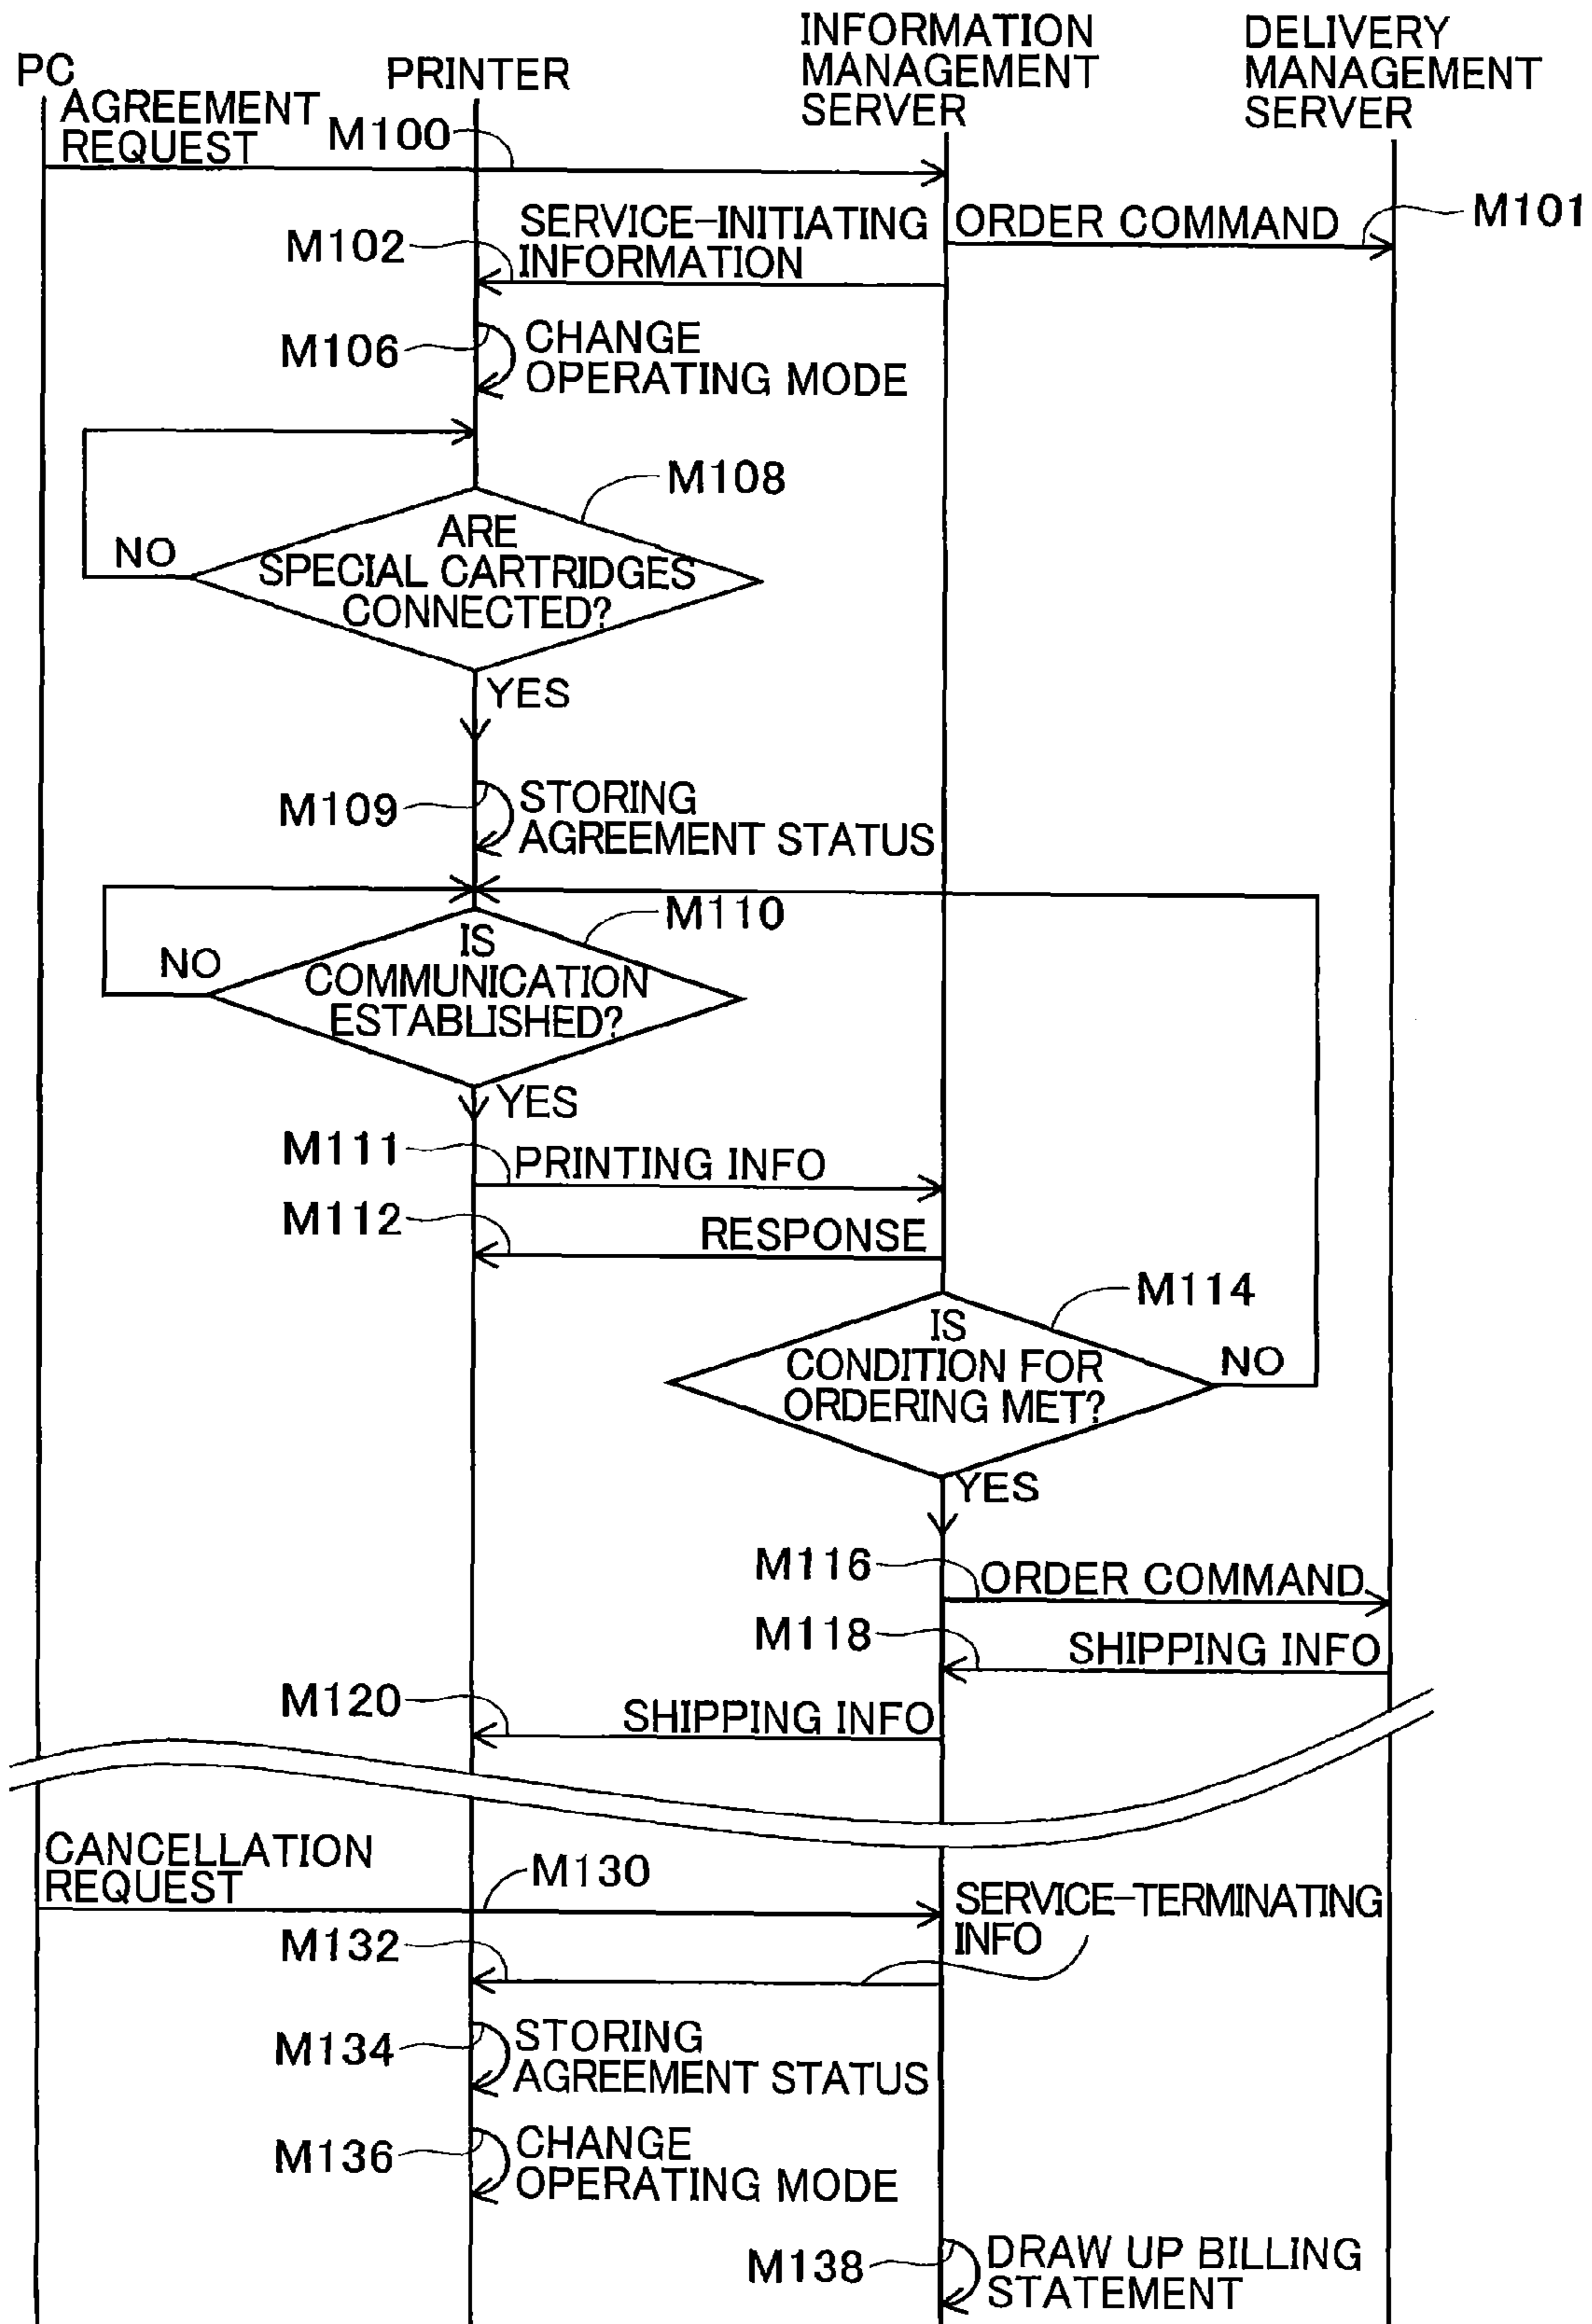 PC
PRINTER
INFORMATION
MANAGEMENT
SERVER
DELIVERY
MANAGEMENT
SERVER
AGREEMENT
REQUEST
M100
ORDER COMMAND
M101
M102
SERVICE-INITIATING
INFORMATION
M106
CHANGE
OPERATING MODE
M108
ARE
SPECIAL CARTRIDGES
CONNECTED?
NO
YES
M109
STORING
AGREEMENT STATUS
M110
IS
COMMUNICATION
ESTABLISHED?
NO
YES
M111
PRINTING INFO
M112
RESPONSE
M114
IS
CONDITION FOR
ORDERING MET?
NO
YES
M116
ORDER COMMAND
M118
SHIPPING INFO
M120
SHIPPING INFO
CANCELLATION
REQUEST
M130
SERVICE-TERMINATING
INFO
M132
M134
STORING
AGREEMENT STATUS
M136
CHANGE
OPERATING MODE
M138
DRAW UP BILLING
STATEMENT